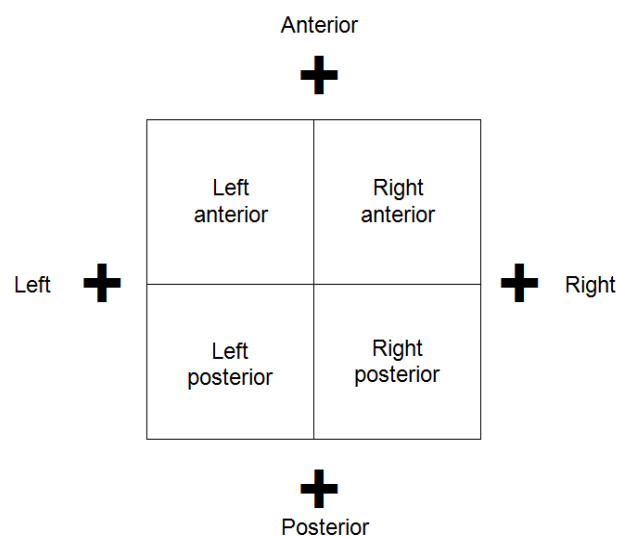 Anterior
Left
anterior
Right
anterior
Left
Right
Left
posterior
Right
posterior
Posterior